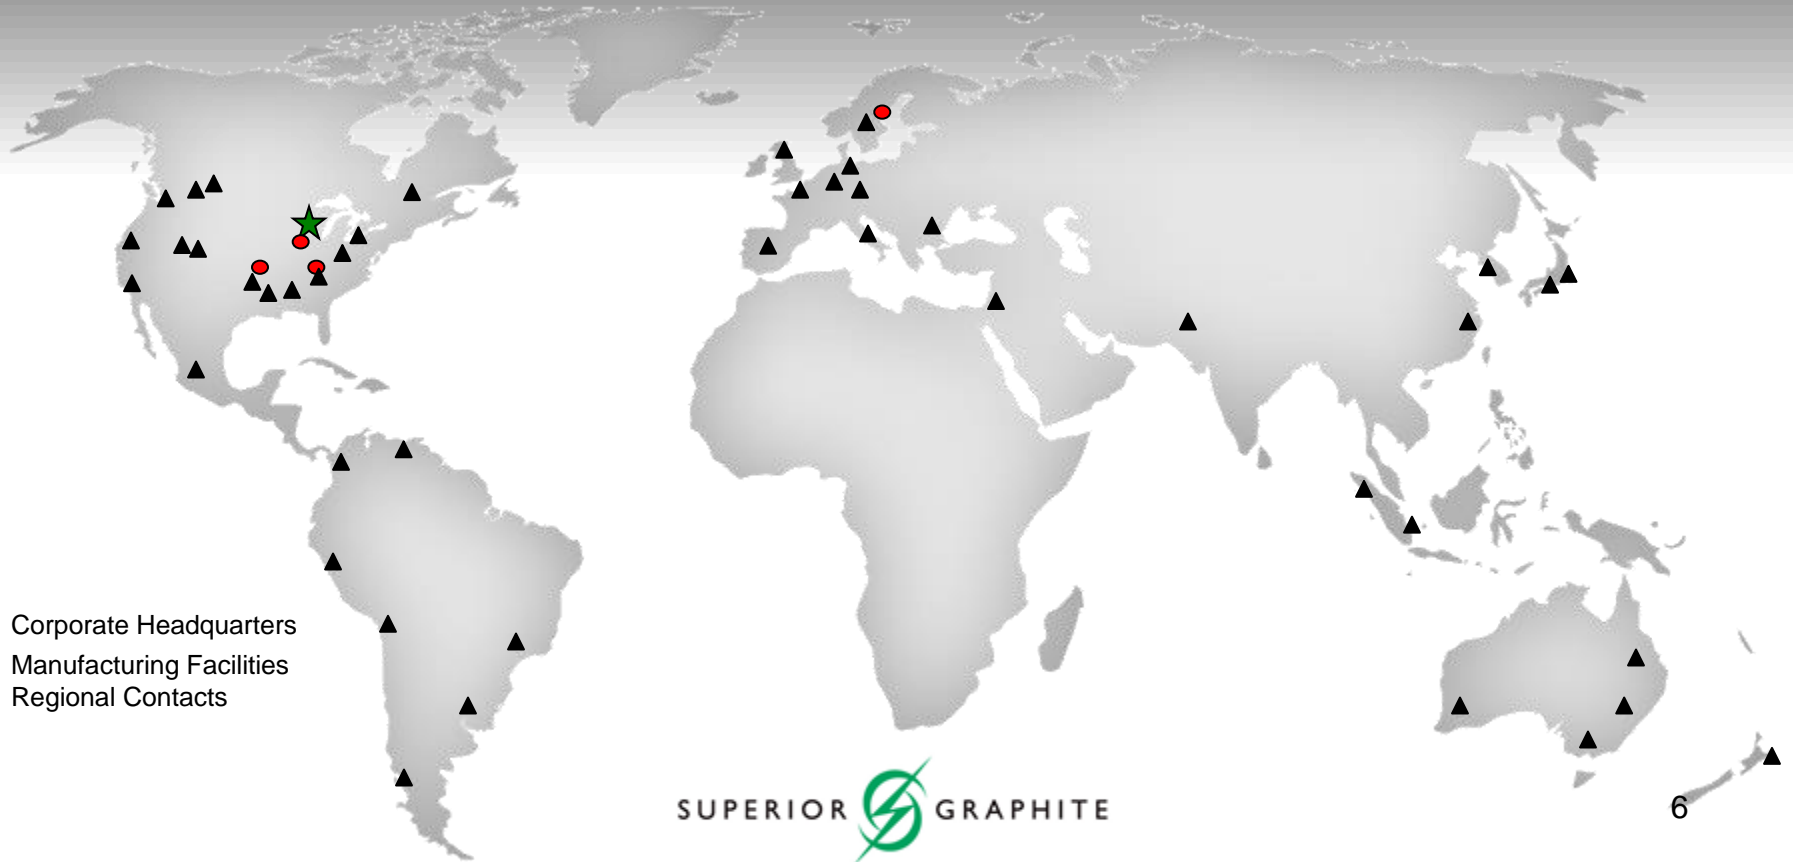 Corporate Headquarters
Manufacturing Facilities
Regional Contacts
SUPERIOR GRAPHITE
6